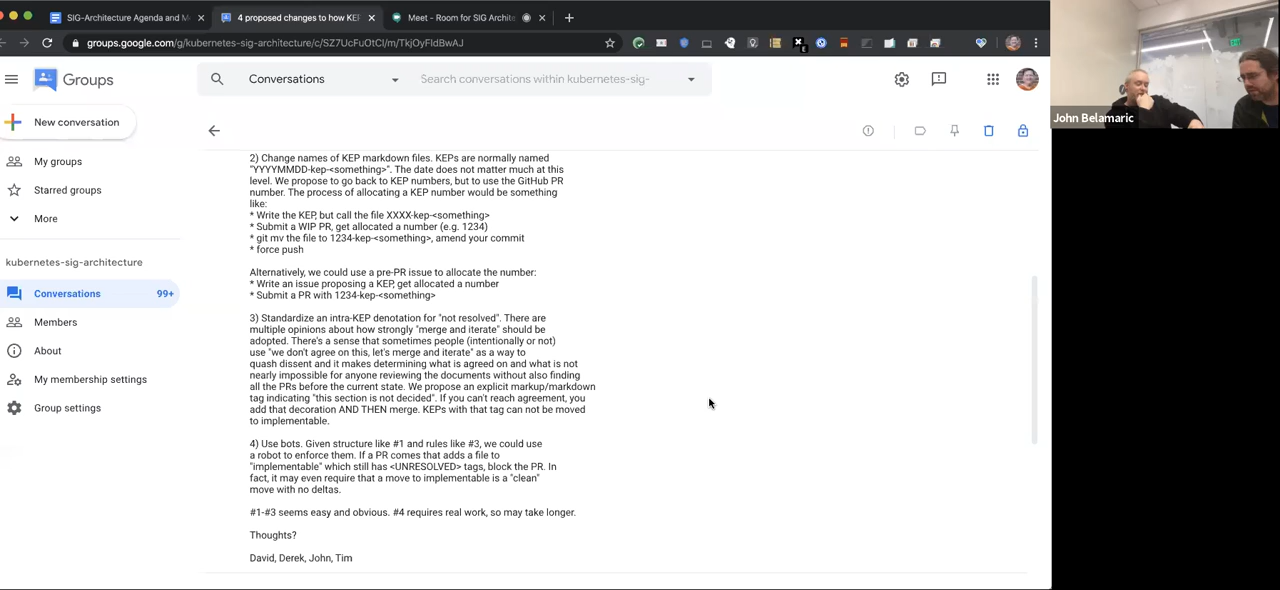 SIG-Architecture Agenda and M
4 proposed changes to how KEP
Meet - Room for SIG Archite
groups.google.com/g/kubernetes-sig-architecture/c/SZ7UcFuOtCI/m/TkjOyFIdBwAJ
Groups
Conversations
Search conversations within kubernetes-sig-
New conversation
My groups
Starred groups
More
kubernetes-sig-architecture
Conversations 99+
Members
About
My membership settings
Group settings
2) Change names of KEP markdown files. KEPs are normally named
"YYYYMMDD-kep-<something>". The date does not matter much at this
level. We propose to go back to KEP numbers, but to use the GitHub PR
number. The process of allocating a KEP number would be something
like:
* Write the KEP, but call the file XXXX-kep-<something>
* Submit a WIP PR, get allocated a number (e.g. 1234)
* git mv the file to 1234-kep-<something>, amend your commit
* force push
Alternatively, we could use a pre-PR issue to allocate the number:
* Write an issue proposing a KEP, get allocated a number
* Submit a PR with 1234-kep-<something>
3) Standardize an intra-KEP denotation for "not resolved". There are
multiple opinions about how strongly "merge and iterate" should be
adopted. There's a sense that sometimes people (intentionally or not)
use "we don't agree on this, let's merge and iterate" as a way to
quash dissent and it makes determining what is agreed on and what is not
nearly impossible for anyone reviewing the documents without also finding
all the PRs before the current state. We propose an explicit markup/markdown
tag indicating "this section is not decided". If you can't reach agreement, you
add that decoration AND THEN merge. KEPs with that tag can not be moved
to implementable.
4) Use bots. Given structure like #1 and rules like #3, we could use
a robot to enforce them. If a PR comes that adds a file to
"implementable" which still has <UNRESOLVED> tags, block the PR. In
fact, it may even require that a move to implementable is a "clean"
move with no deltas.
#1-#3 seems easy and obvious. #4 requires real work, so may take longer.
Thoughts?
David, Derek, John, Tim
John Belamaric